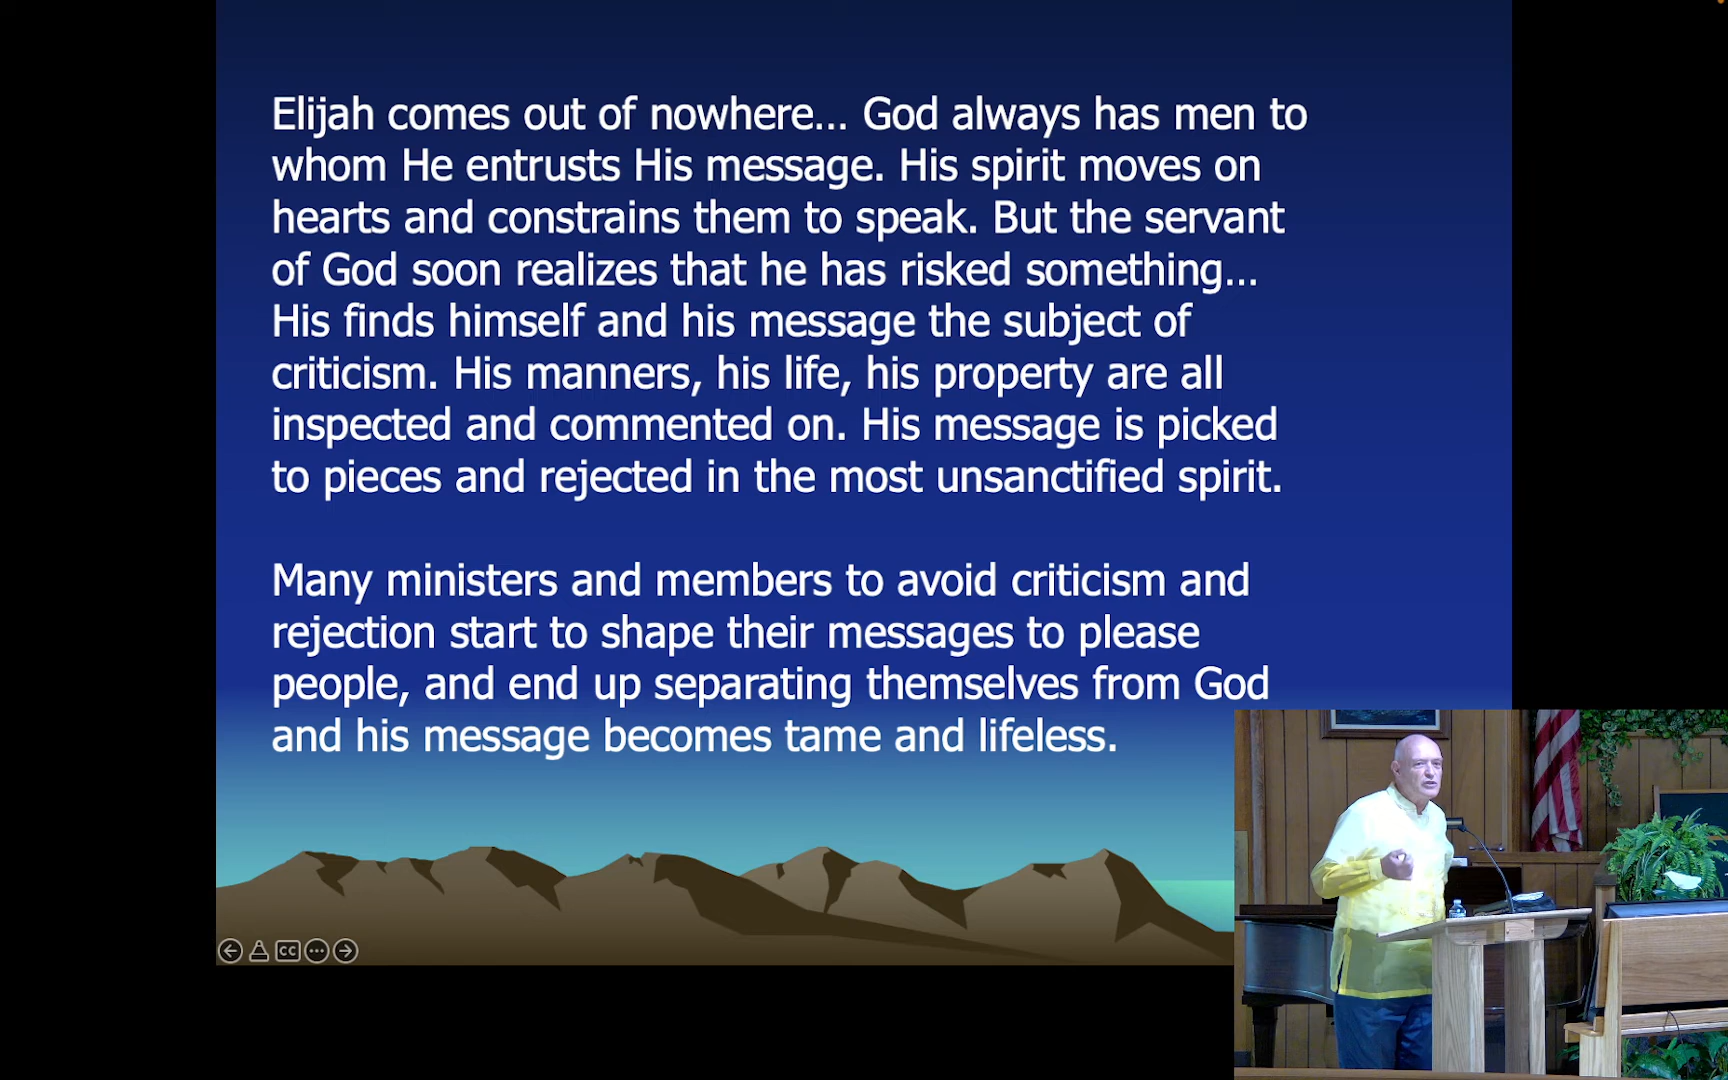 Elijah comes out of nowhere... God always has men to
whom He entrusts His message. His spirit moves on
hearts and constrains them to speak. But the servant
of God soon realizes that he has risked something...
His finds himself and his message the subject of
criticism. His manners, his life, his property are all
inspected and commented on. His message is picked
to pieces and rejected in the most unsanctified spirit.
Many ministers and members to avoid criticism and
rejection start to shape their messages to please
people, and end up separating themselves from God
and his message becomes tame and lifeless.
CC